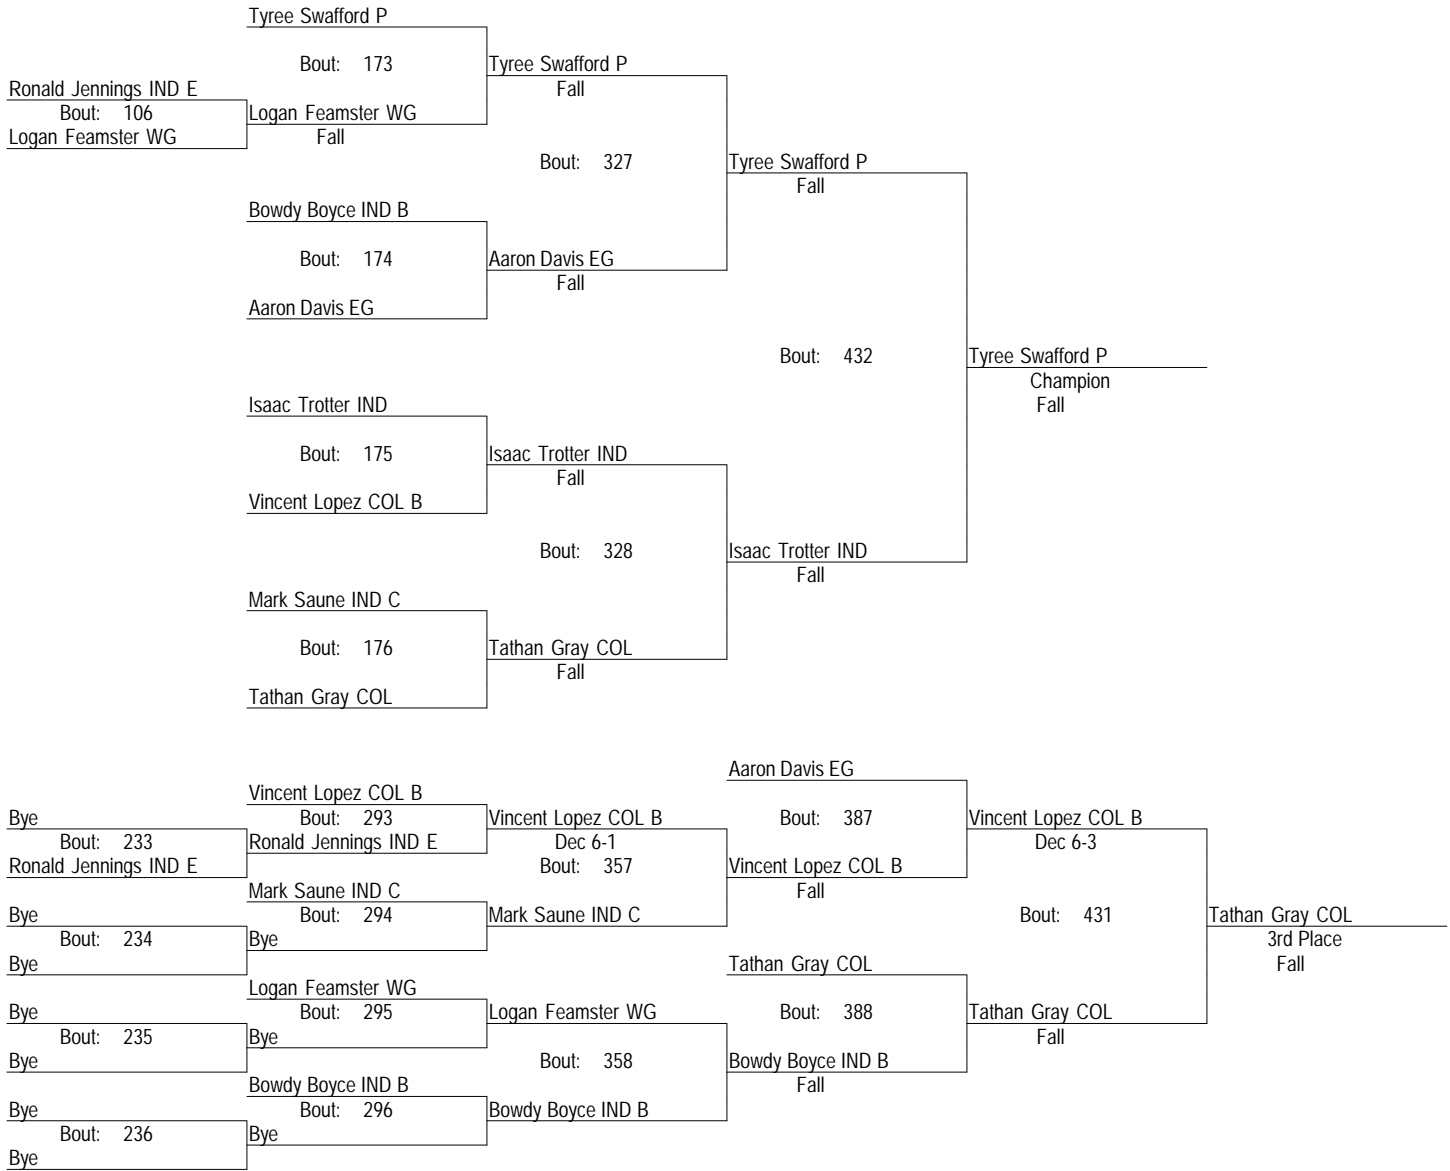 Tyree Swafford P
Bout: 173 Tyree Swafford P
Ronald Jennings IND E Fall
Bout: 106 Logan Feamster WG
Logan Feamster WG Fall
Bout: 327 Tyree Swafford P
Fall
Bowdy Boyce IND B
Bout: 174 Aaron Davis EG
Fall
Aaron Davis EG
Bout: 432 Tyree Swafford P
Champion
Isaac Trotter IND Fall
Bout: 175 Isaac Trotter IND
Fall
Vincent Lopez COL B
Bout: 328 Isaac Trotter IND
Fall
Mark Saune IND C
Bout: 176 Tathan Gray COL
Fall
Tathan Gray COL
Aaron Davis EG
Vincent Lopez COL B
Bye Bout: 293 Vincent Lopez COL B Bout: 387 Vincent Lopez COL B
Bout: 233 Ronald Jennings IND E Dec 6-1 Dec 6-3
Ronald Jennings IND E Bout: 357 Vincent Lopez COL B
Mark Saune IND C Fall
Bye Bout: 294 Mark Saune IND C Bout: 431 Tathan Gray COL
Bout: 234 Bye 3rd Place
Bye Tathan Gray COL Fall
Logan Feamster WG
Bye Bout: 295 Logan Feamster WG Bout: 388 Tathan Gray COL
Bout: 235 Bye Fall
Bye Bout: 358 Bowdy Boyce IND B
Bowdy Boyce IND B Fall
Bye Bout: 296 Bowdy Boyce IND B
Bout: 236 Bye
Bye